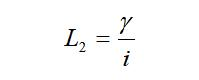 L₂ = γ / i